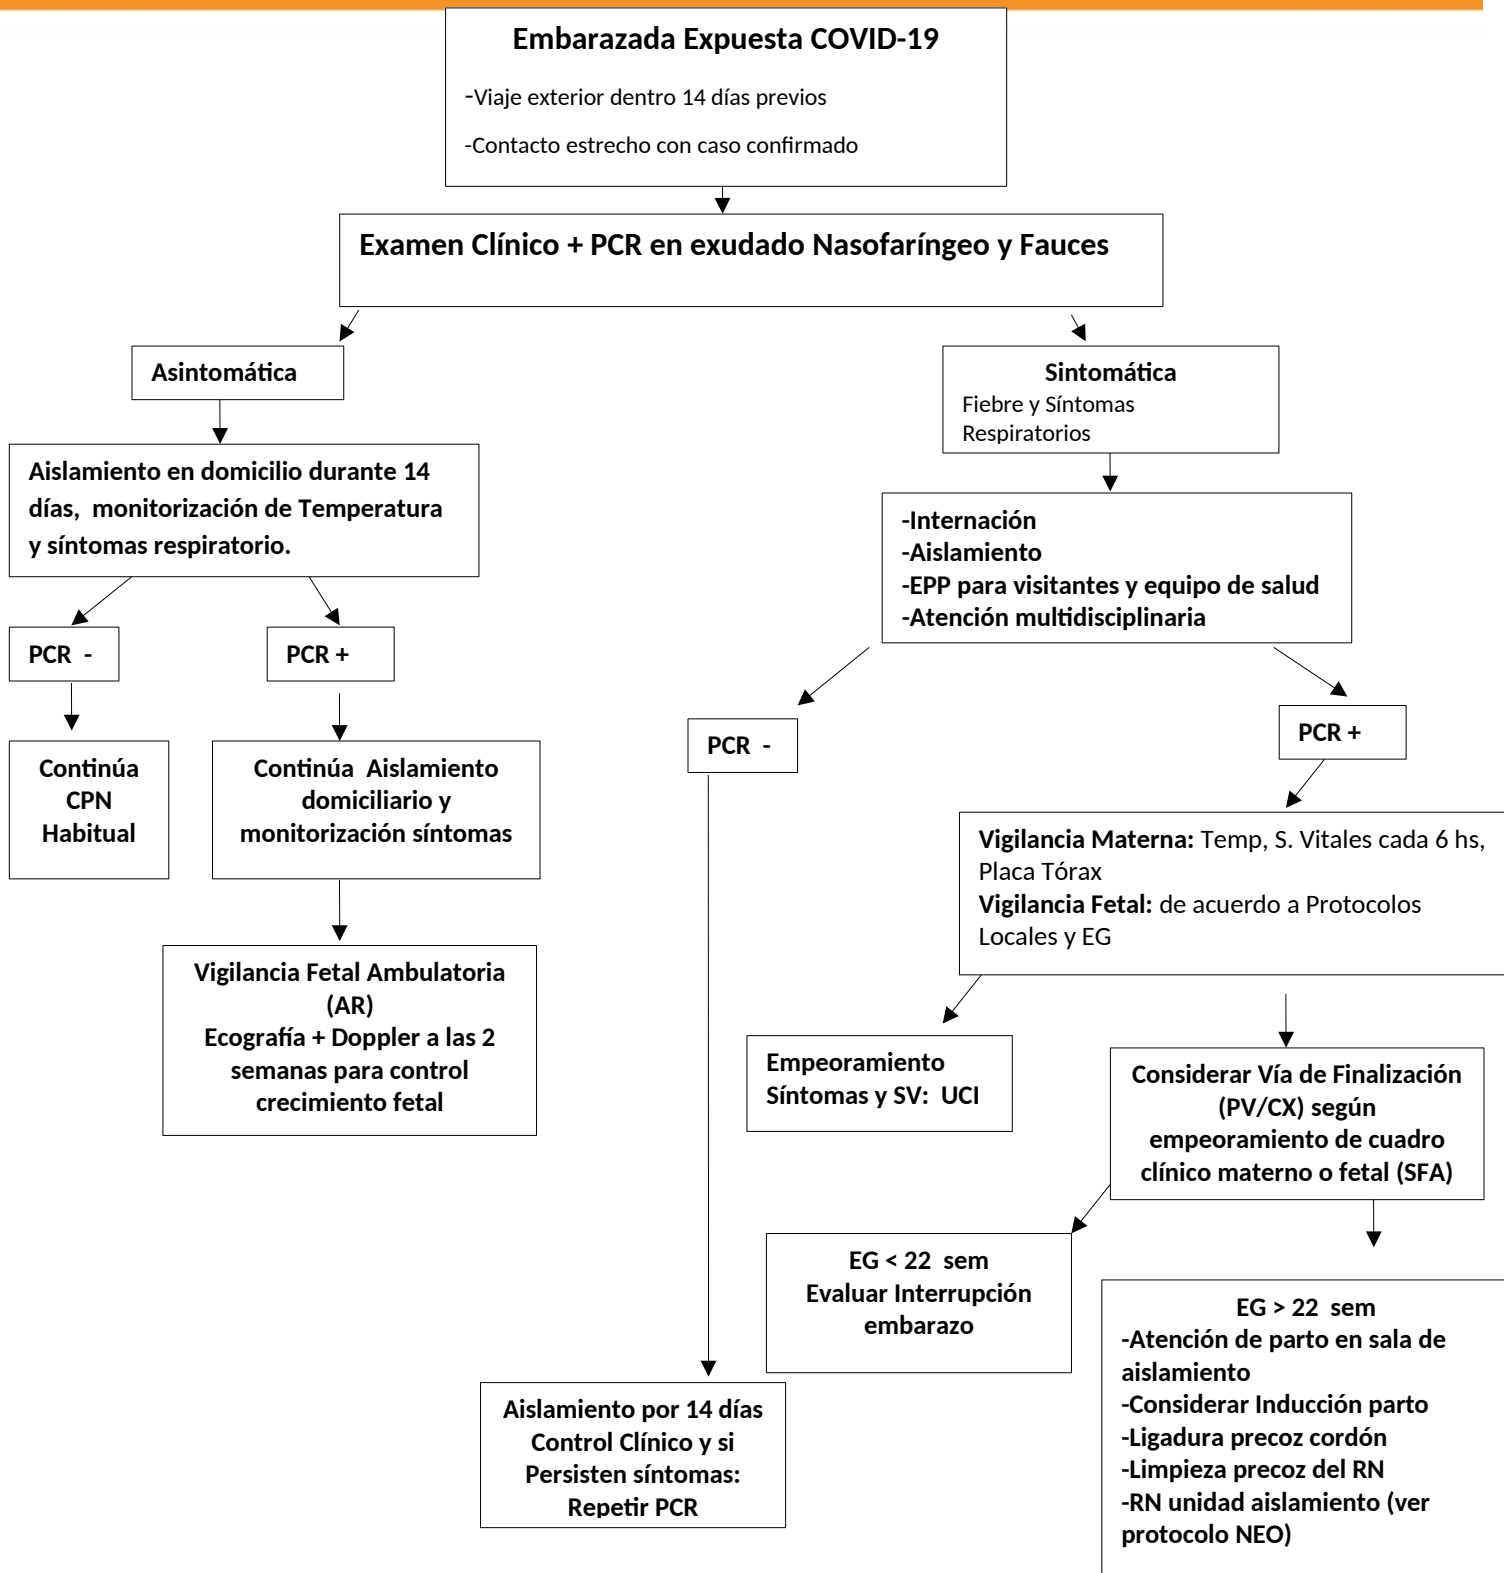 Embarazada Expuesta COVID-19
-Viaje exterior dentro 14 días previos
-Contacto estrecho con caso confirmado
Examen Clínico + PCR en exudado Nasofaríngeo y Fauces
Asintomática
Aislamiento en domicilio durante 14
días, monitorización de Temperatura
y síntomas respiratorio.
PCR -
PCR +
Continúa
CPN
Habitual
Continúa Aislamiento
domiciliario y
monitorización síntomas
Vigilancia Fetal Ambulatoria
(AR)
Ecografía + Doppler a las 2
semanas para control
crecimiento fetal
Sintomática
Fiebre y Síntomas
Respiratorios
-Internación
-Aislamiento
-EPP para visitantes y equipo de salud
-Atención multidisciplinaria
PCR -
PCR +
Vigilancia Materna: Temp, S. Vitales cada 6 hs,
Placa Tórax
Vigilancia Fetal: de acuerdo a Protocolos
Locales y EG
Empeoramiento
Síntomas y SV: UCI
Considerar Vía de Finalización
(PV/CX) según
empeoramiento de cuadro
clínico materno o fetal (SFA)
EG < 22 sem
Evaluar Interrupción
embarazo
EG > 22 sem
-Atención de parto en sala de
aislamiento
-Considerar Inducción parto
-Ligadura precoz cordón
-Limpieza precoz del RN
-RN unidad aislamiento (ver
protocolo NEO)
Aislamiento por 14 días
Control Clínico y si
Persisten síntomas:
Repetir PCR